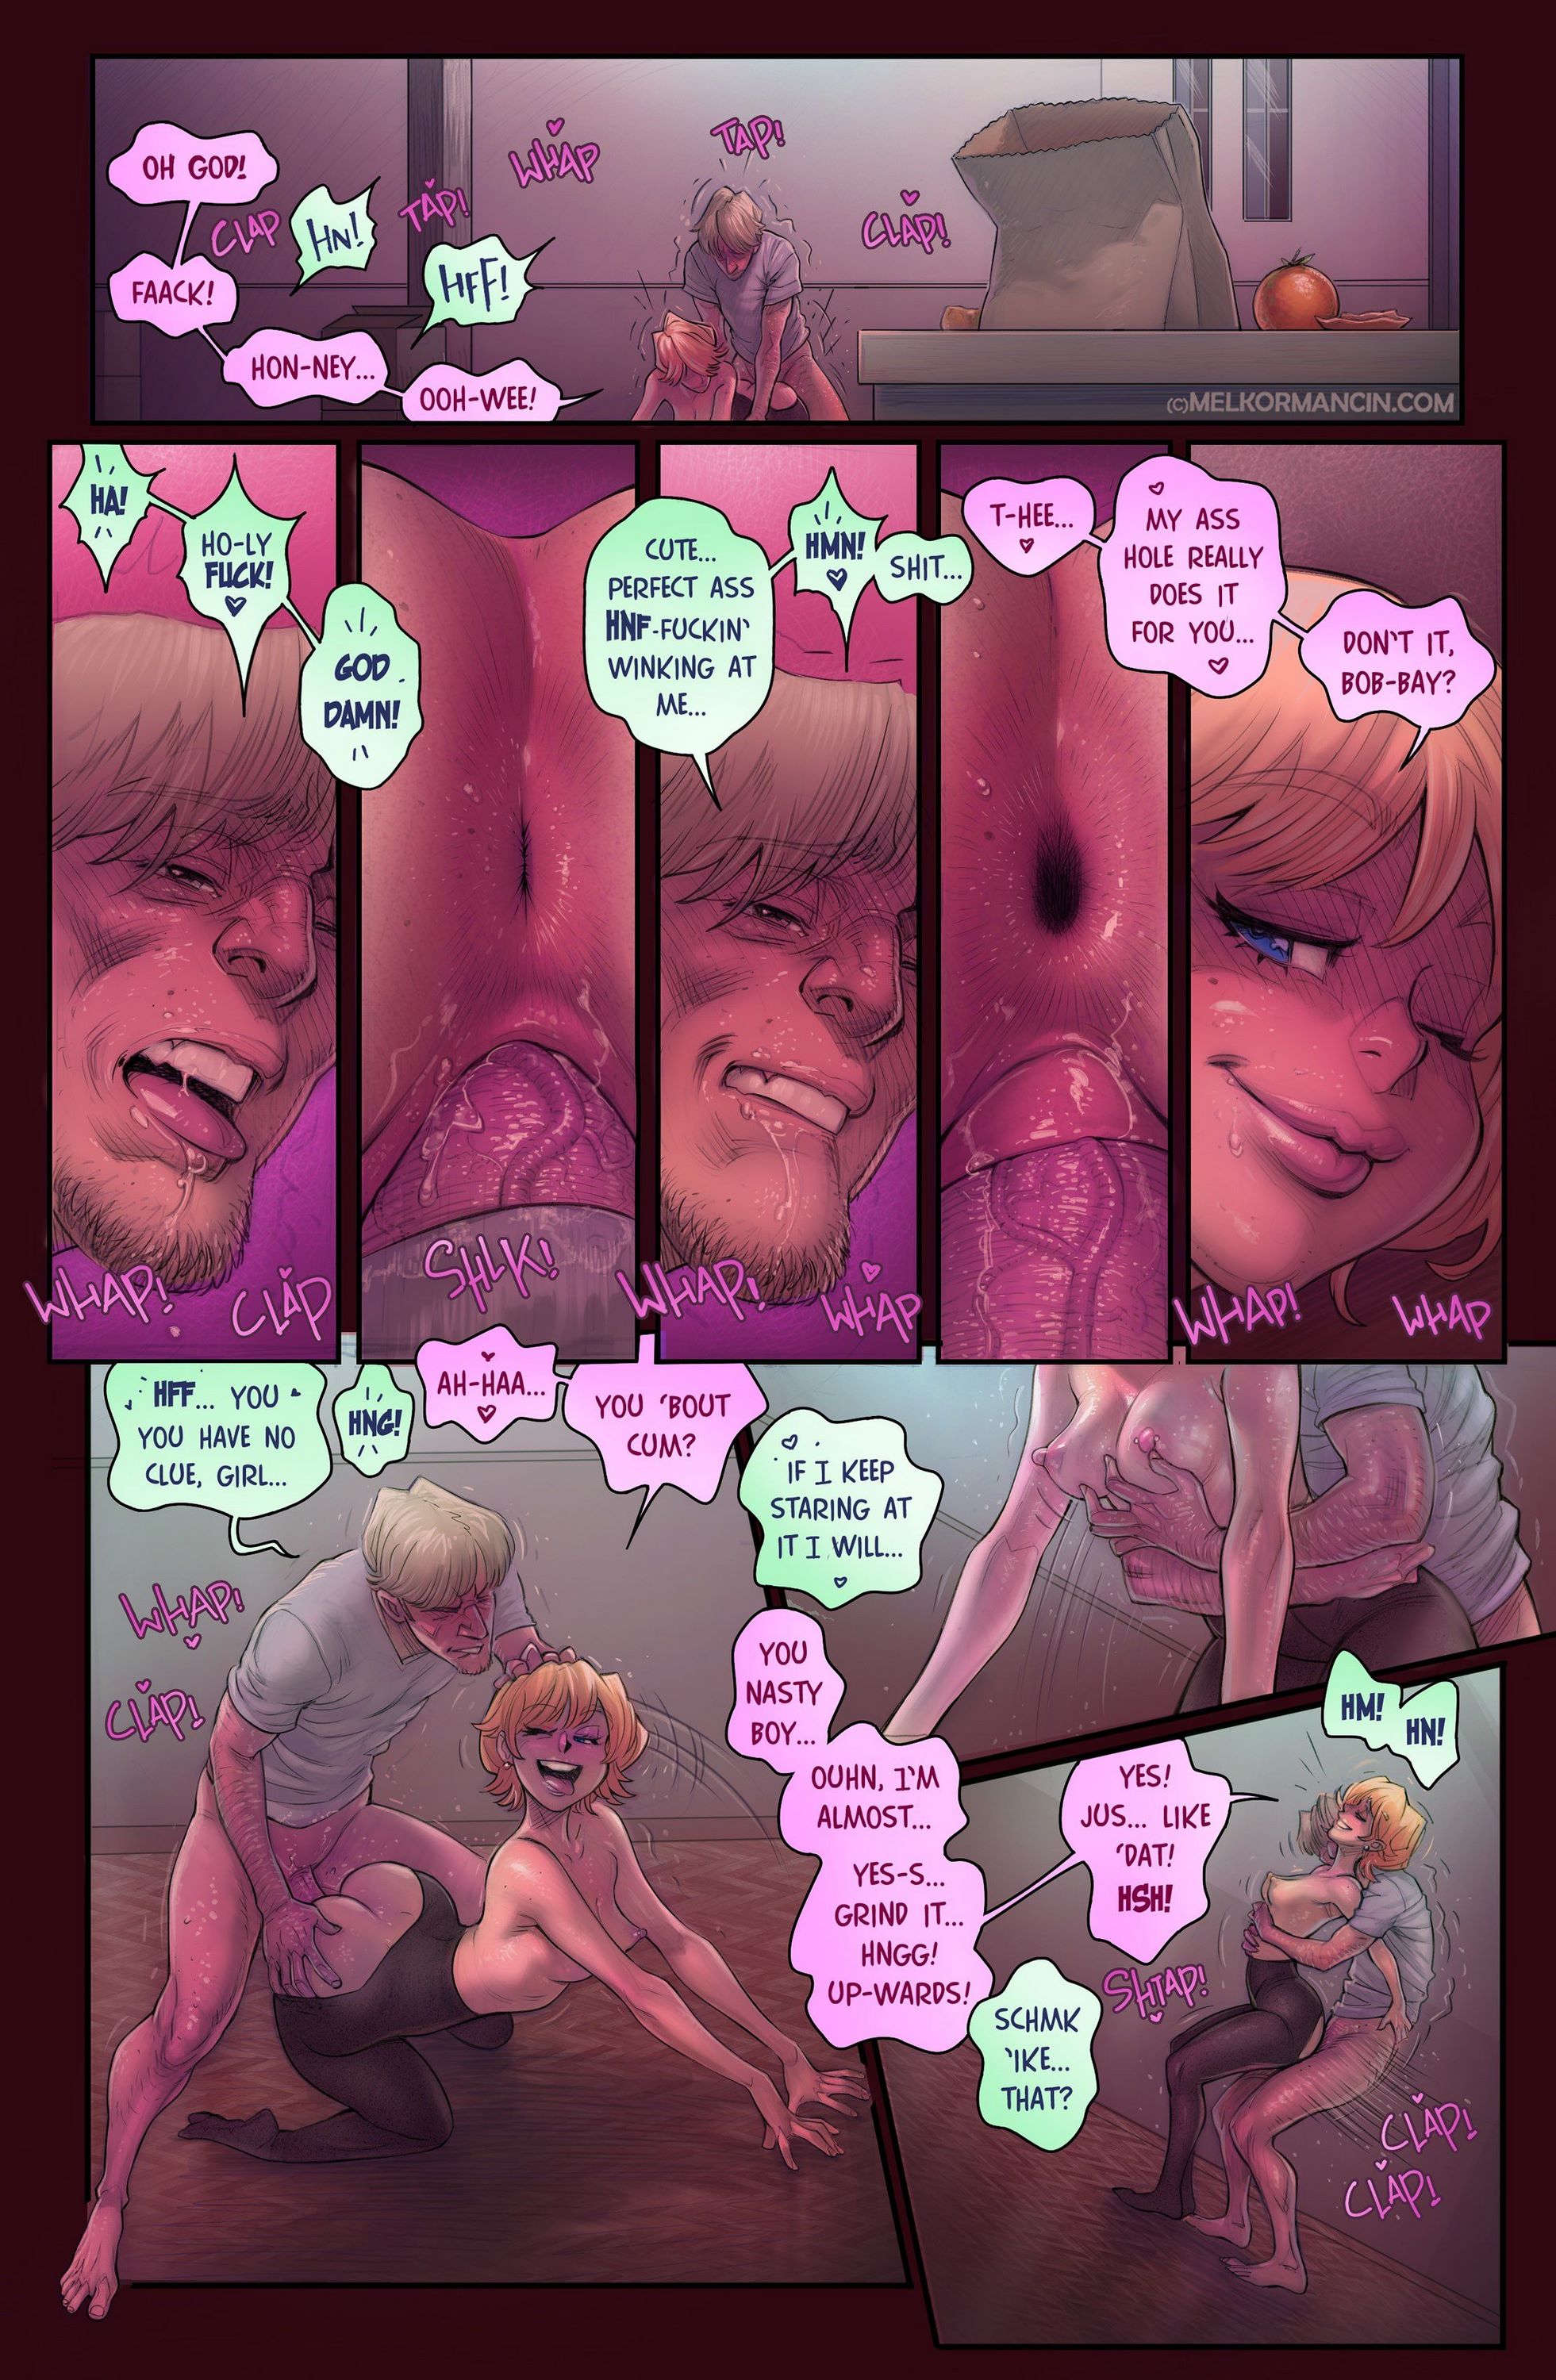 OH GOD!
CLAP
HN!
TAP!
WHAP
TAP!
CLAP!
FAACK!
HFF!
HON-NEY...
OOH-WEE!
(C)MELKORMANCIN.COM
HA!
HO-LY
FUCK!
GOD
DAMN!
CUTE...
PERFECT ASS
HNF-FUCKIN'
WINKING AT
ME...
HMN!
SHIT...
T-HEE...
MY ASS
HOLE REALLY
DOES IT
FOR YOU...
DON'T IT,
BOB-BAY?
WHAP!
CLAP
SHLK!
WHAP!
WHAP
WHAP!
WHAP
HFF... YOU
YOU HAVE NO
CLUE, GIRL...
HNG!
AH-HAA...
YOU 'BOUT
CUM?
IF I KEEP
STARING AT
IT I WILL...
WHAP!
CLAP!
YOU
NASTY
BOY...
OUHN, I'M
ALMOST...
YES-S...
GRIND IT...
HNGG!
UP-WARDS!
HM!
HN!
YES!
JUS... LIKE
'DAT!
HSH!
SCHMK
'IKE...
THAT?
SHTAP!
CLAP!
CLAP!